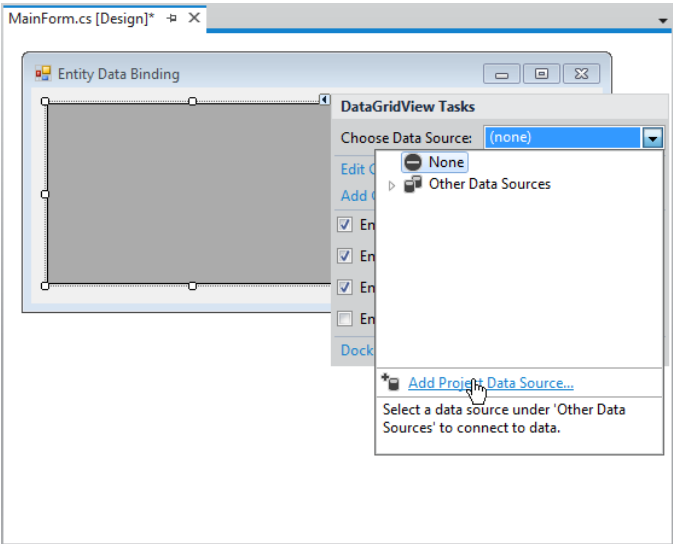 MainForm.cs [Design]*
Entity Data Binding
DataGridView Tasks
Choose Data Source: (none)
None
Other Data Sources
Edit
Add
En
En
En
En
Dock
Add Project Data Source...
Select a data source under 'Other Data
Sources' to connect to data.